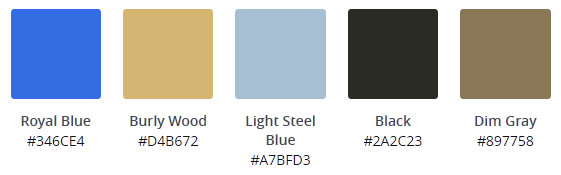 Royal Blue
#346CE4
Burly Wood
#D4B672
Light Steel
Blue
#A7BFD3
Black
#2A2C23
Dim Gray
#897758